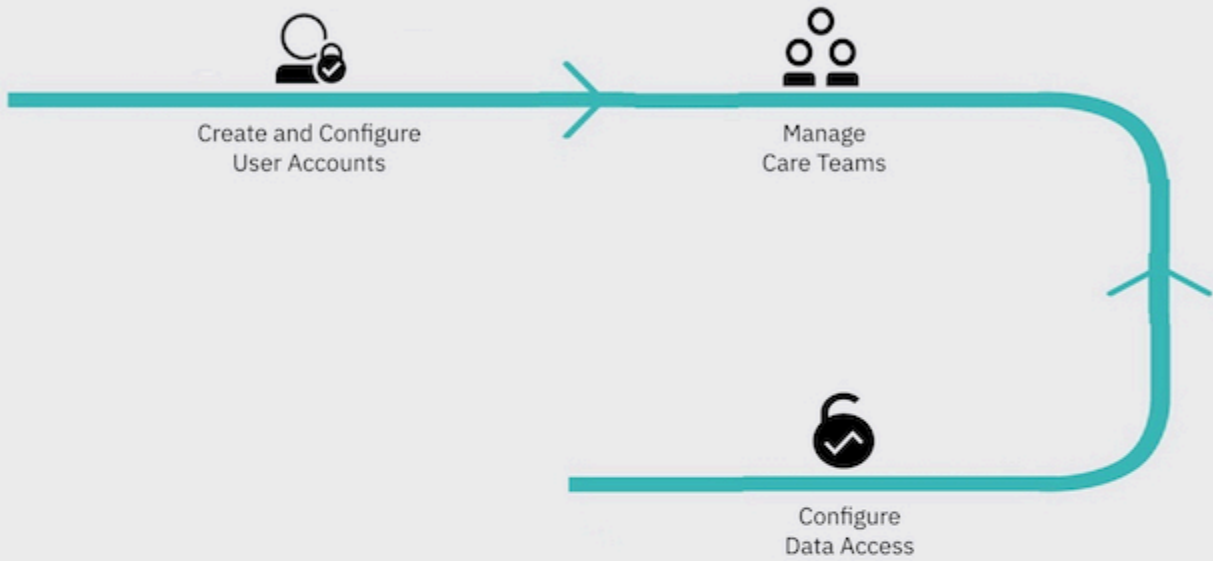 Create and Configure
User Accounts
Manage
Care Teams
Configure
Data Access